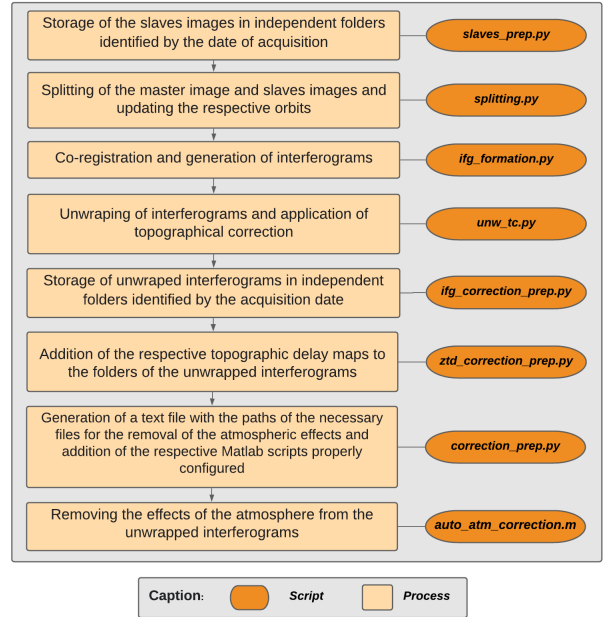 Storage of the slaves images in independent folders
identified by the date of acquisition
slaves_prep.py
Splitting of the master image and slaves images and
updating the respective orbits
splitting.py
Co-registration and generation of interferograms
ifg_formation.py
Unwraping of interferograms and application of
topographical correction
unw_tc.py
Storage of unwraped interferograms in independent
folders identified by the acquisition date
ifg_correction_prep.py
Addition of the respective topographic delay maps to
the folders of the unwrapped interferograms
ztd_correction_prep.py
Generation of a text file with the paths of the necessary
files for the removal of the atmospheric effects and
addition of the respective Matlab scripts properly
configured
correction_prep.py
Removing the effects of the atmosphere from the
unwrapped interferograms
auto_atm_correction.m
Caption: Script Process